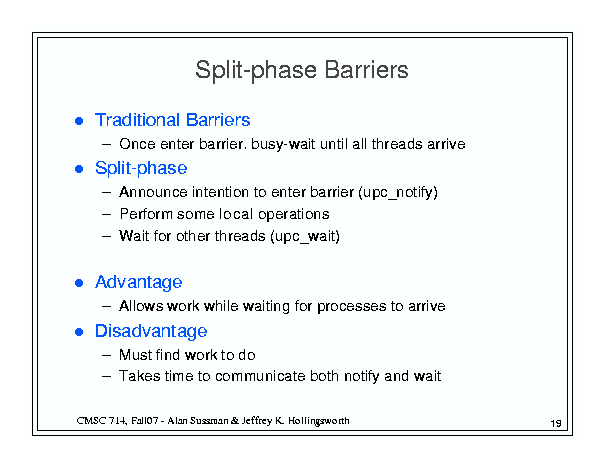 Split-phase Barriers
● Traditional Barriers
– Once enter barrier. busy-wait until all threads arrive
● Split-phase
– Announce intention to enter barrier (upc_notify)
– Perform some local operations
– Wait for other threads (upc_wait)
● Advantage
– Allows work while waiting for processes to arrive
● Disadvantage
– Must find work to do
– Takes time to communicate both notify and wait
CMSC 714, Fall07 - Alan Sussman & Jeffrey K. Hollingsworth
19